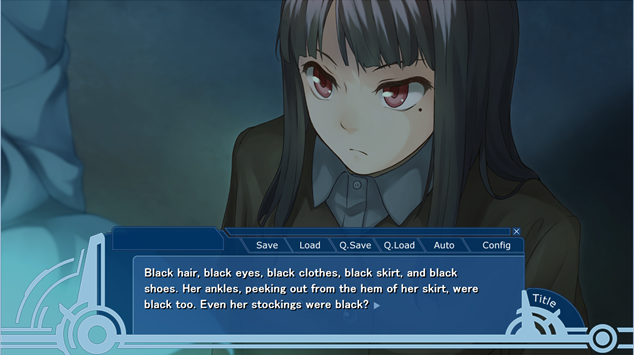 Save Load Q.Save Q.Load Auto Config
Black hair, black eyes, black clothes, black skirt, and black
shoes. Her ankles, peeking out from the hem of her skirt, were
black too. Even her stockings were black?
Title